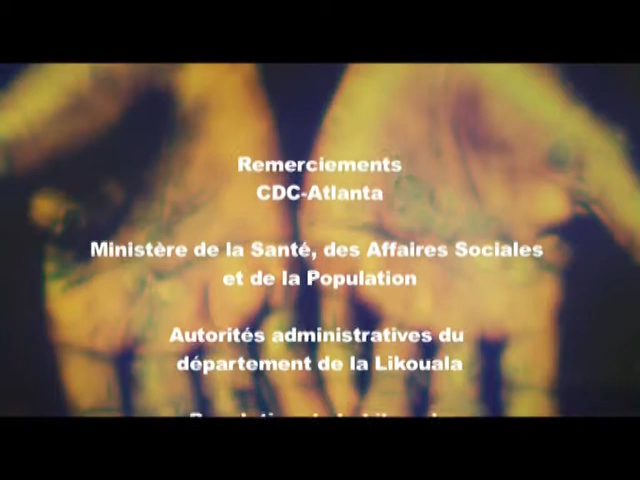 Remerciements
CDC-Atlanta
Ministère de la Santé, des Affaires Sociales
et de la Population
Autorités administratives du
département de la Likouala